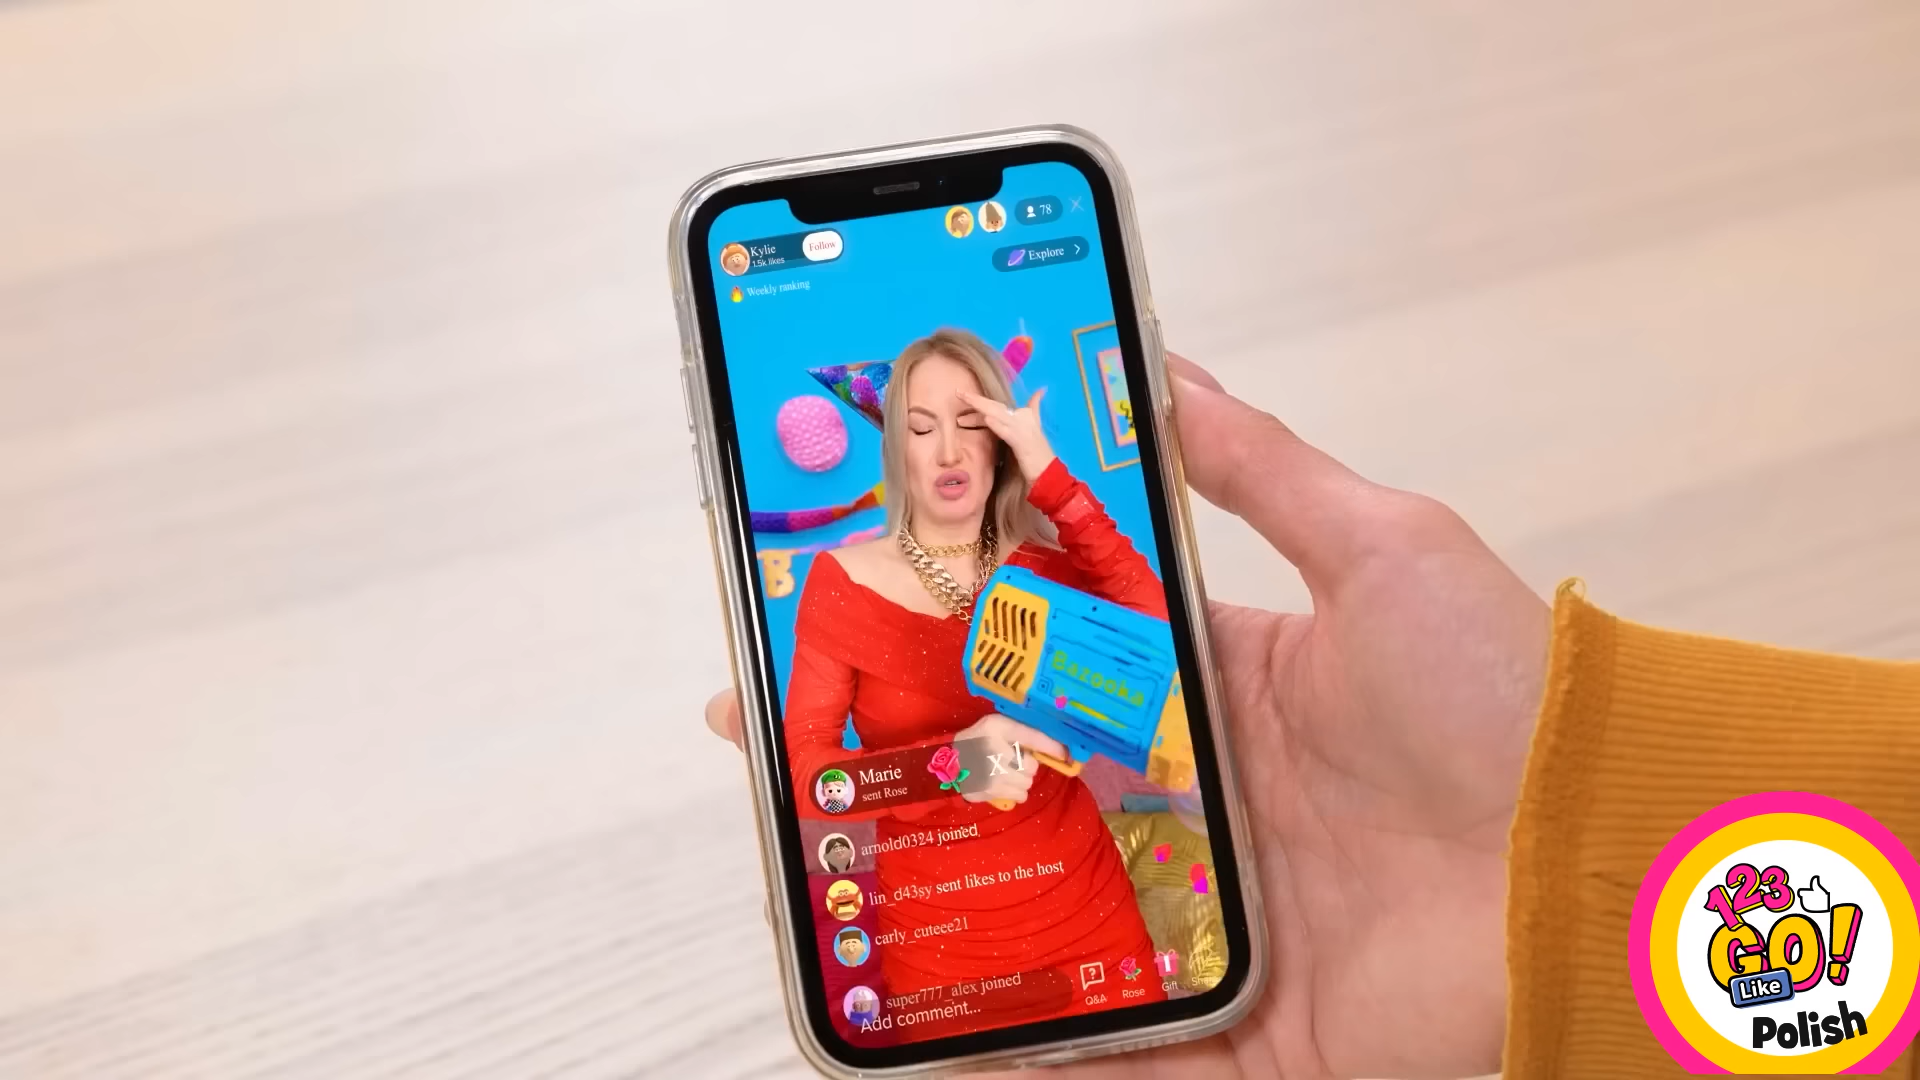 78
Kylie
Follow
1.5k likes
Explore
Weekly ranking
B
Bazooka
Marie
x 1
sent Rose
arnold0324 joined
lin_d43sy sent likes to the host
carly_cuteee21
super777_alex joined
Add comment...
Q&A
Rose
Gift
123
GO!
Like
Polish